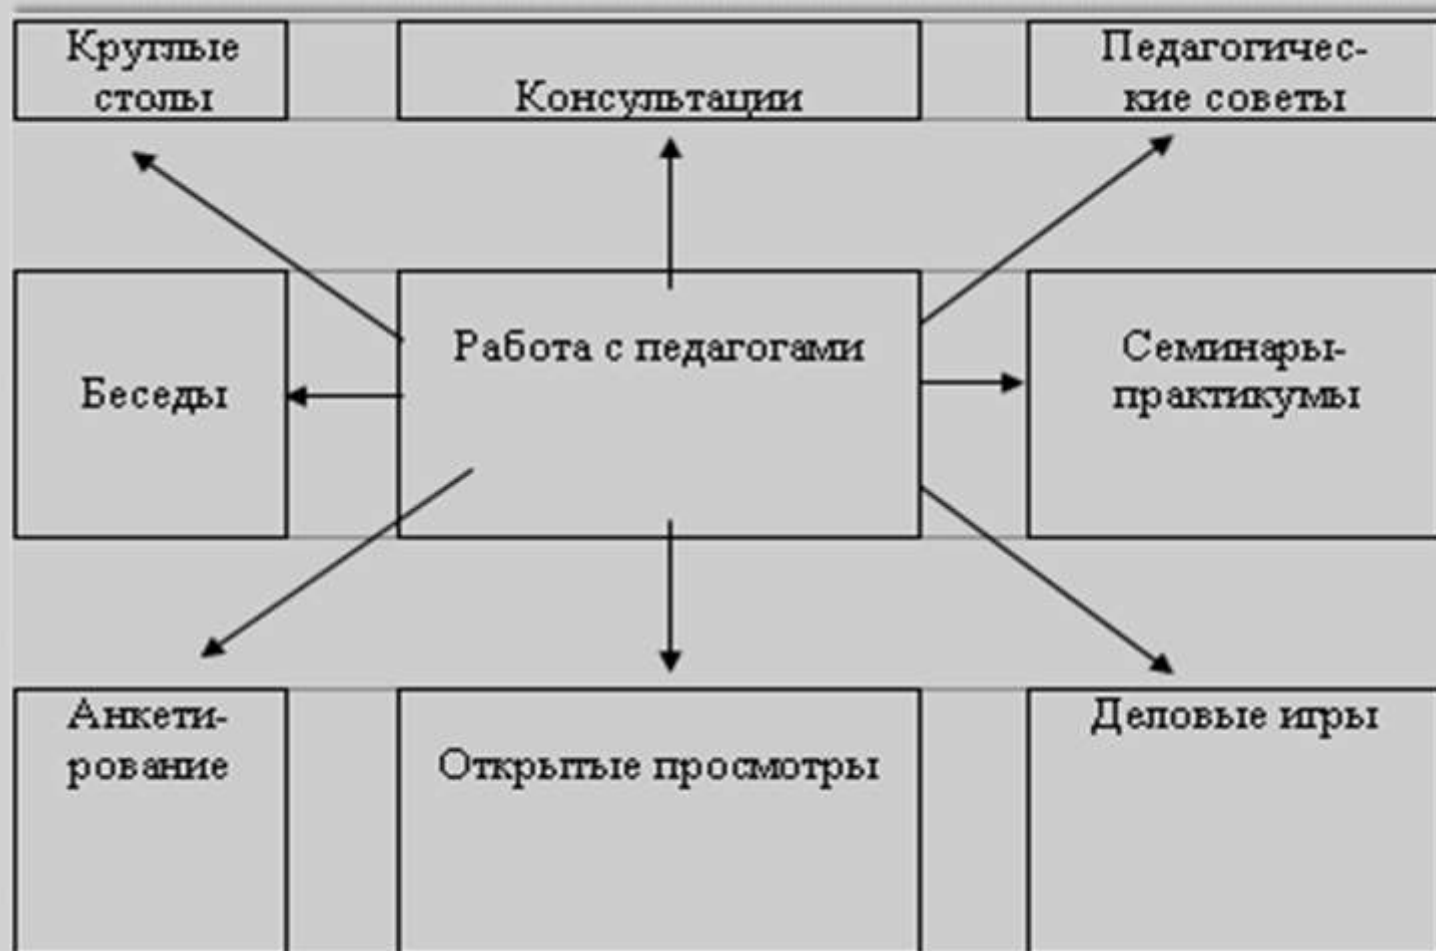 Круглые
столы
Консультации
Педагогичес-
кие советы
Беседы
Работа с педагогами
Семинары-
практикумы
Анкети-
рование
Открытые просмотры
Деловые игры